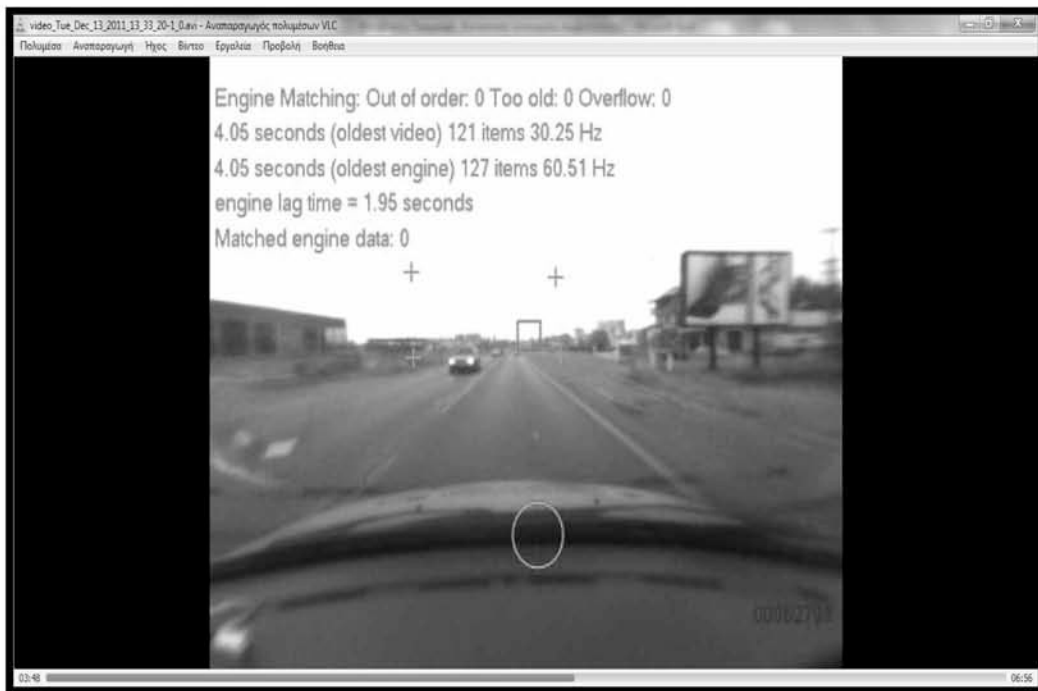 video_Tue_Dec_13_2011_13_33_20-1_0.avi - Αναπαραγωγός πολυμέσων VLC
Πολυμέσα Αναπαραγωγή Ήχος Βίντεο Εργαλεία Προβολή Βοήθεια
Engine Matching: Out of order: 0 Too old: 0 Overflow: 0
4.05 seconds (oldest video) 121 items 30.25 Hz
4.05 seconds (oldest engine) 127 items 60.51 Hz
engine lag time = 1.95 seconds
Matched engine data: 0
03:48
06:56